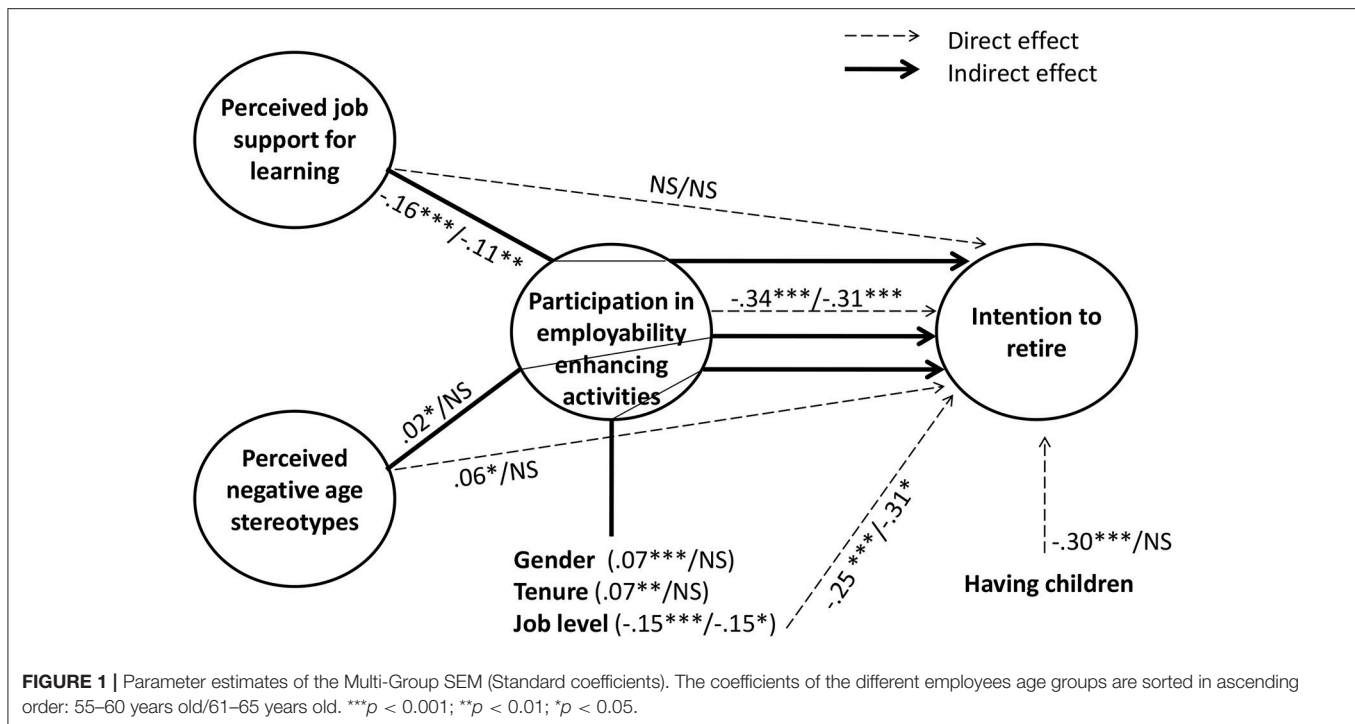 Direct effect
Indirect effect
Perceived job
support for
learning
NS/NS
-.16***/-.11**
Participation in
employability
enhancing
activities
-.34***/-.31***
Intention to
retire
.02*/NS
Perceived
negative age
stereotypes
.06*/NS
-.25 ***/-.31*
-.30***/NS
Having children
Gender (.07***/NS)
Tenure (.07**/NS)
Job level (-.15***/-.15*)
FIGURE 1 | Parameter estimates of the Multi-Group SEM (Standard coefficients). The coefficients of the different employees age groups are sorted in ascending
order: 55–60 years old/61–65 years old. ***p < 0.001; **p < 0.01; *p < 0.05.